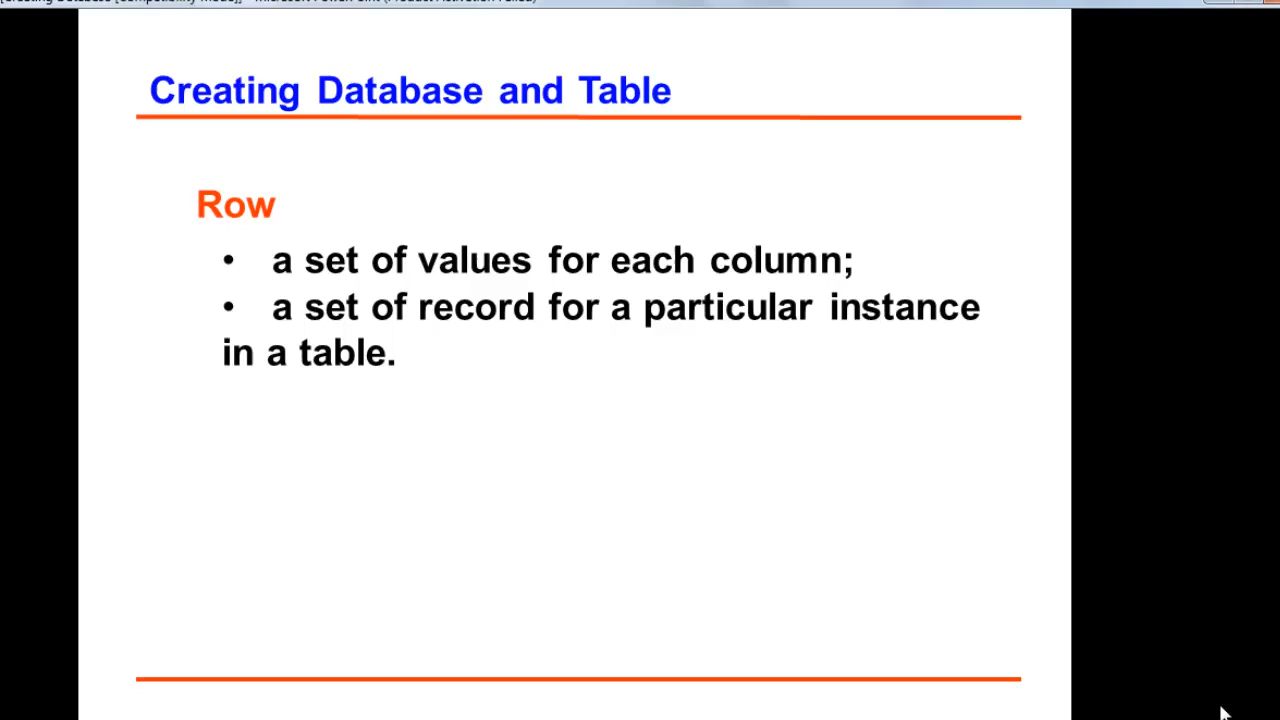 Creating Database and Table
Row
• a set of values for each column;
• a set of record for a particular instance
in a table.